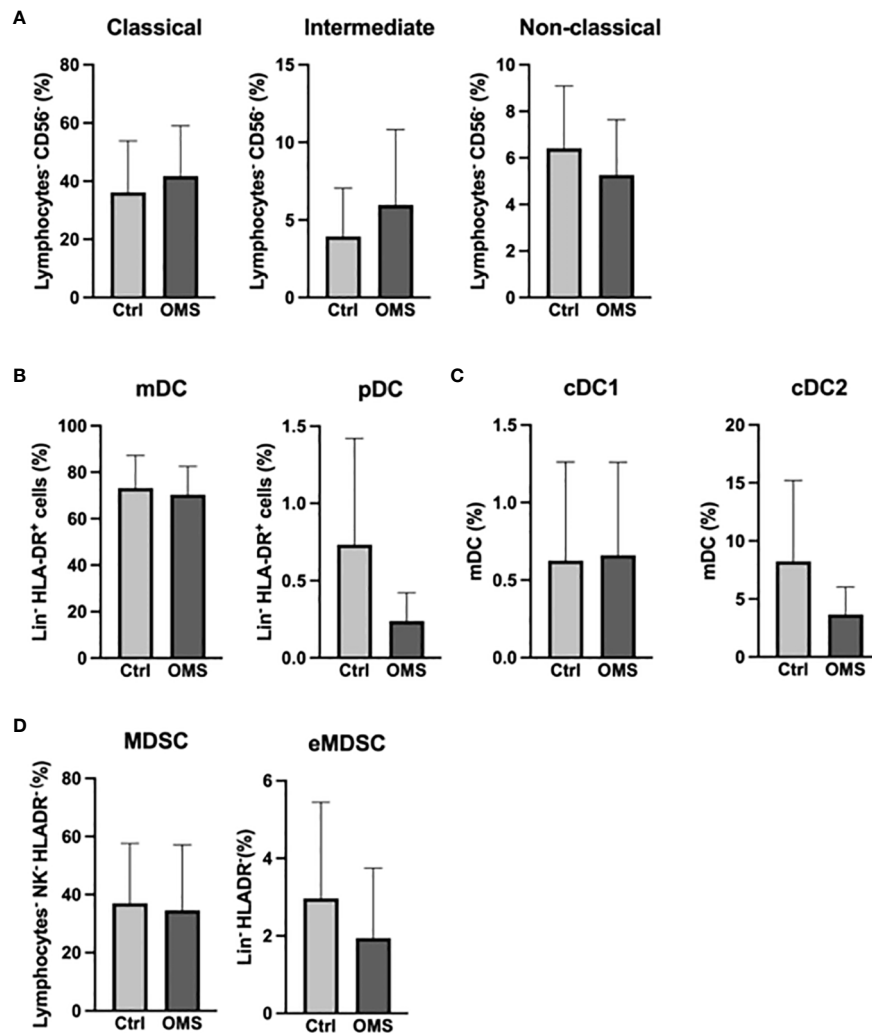 A
Classical
Intermediate
Non-classical
Lymphocytes⁻ CD56⁻ (%)
80
60
40
20
0
Ctrl OMS
Lymphocytes⁻ CD56⁻ (%)
15
10
5
0
Ctrl OMS
Lymphocytes⁻ CD56⁻ (%)
10
8
6
4
2
0
Ctrl OMS
B
mDC
pDC
Lin⁻ HLA-DR⁺ cells (%)
100
80
60
40
20
0
Ctrl OMS
Lin⁻ HLA-DR⁺ cells (%)
1.5
1.0
0.5
0.0
Ctrl OMS
C
cDC1
cDC2
mDC (%)
1.5
1.0
0.5
0.0
Ctrl OMS
mDC (%)
20
15
10
5
0
Ctrl OMS
D
MDSC
eMDSC
Lymphocytes⁻ NK⁻ HLADR⁻ (%)
80
60
40
20
0
Ctrl OMS
Lin⁻ HLADR⁻ (%)
6
4
2
0
Ctrl OMS